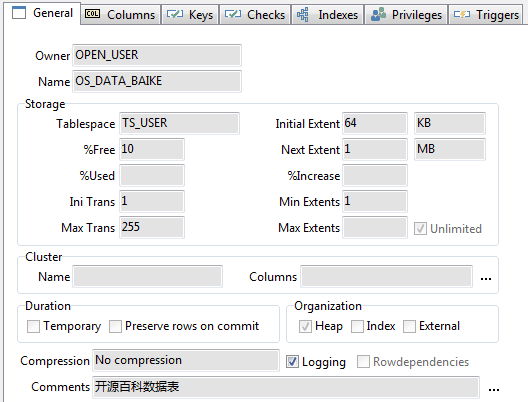 General Columns Keys Checks Indexes Privileges Triggers
Owner OPEN_USER
Name OS_DATA_BAIKE
Storage
Tablespace TS_USER Initial Extent 64 KB
%Free 10 Next Extent 1 MB
%Used %Increase
Ini Trans 1 Min Extents 1
Max Trans 255 Max Extents Unlimited
Cluster
Name Columns ...
Duration Organization
Temporary Preserve rows on commit Heap Index External
Compression No compression Logging Rowdependencies
Comments 开源百科数据表 ...